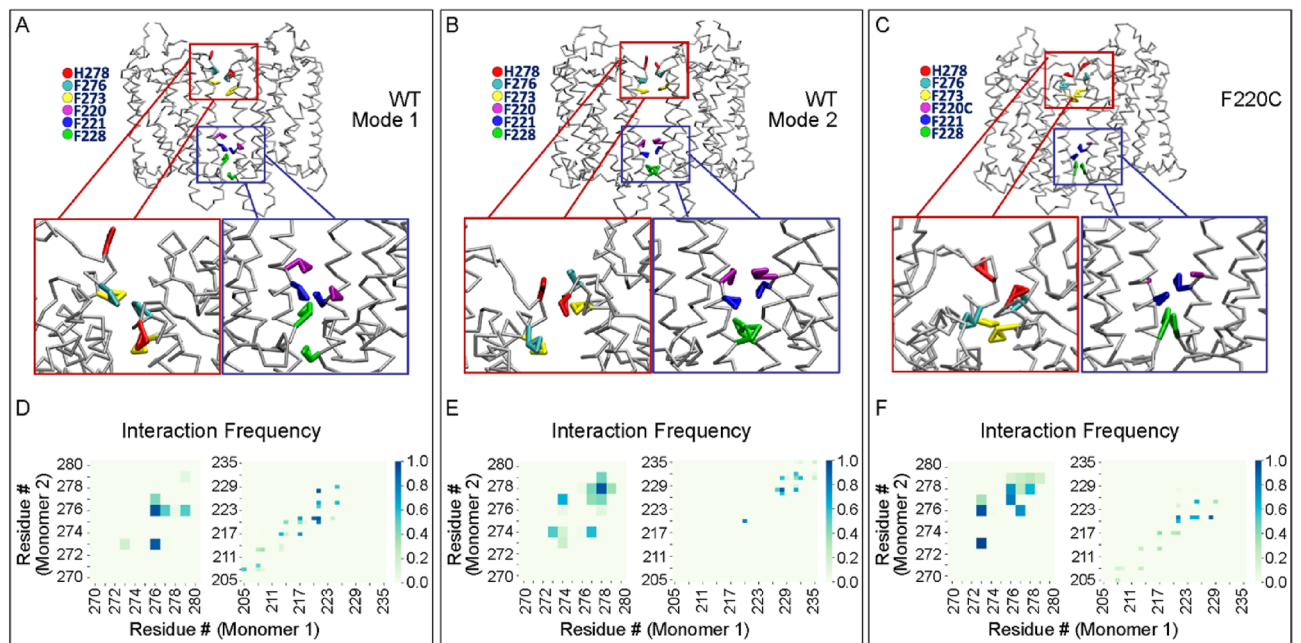 A
H278
F276
F273
F220
F221
F228
WT
Mode 1
B
H278
F276
F273
F220
F221
F228
WT
Mode 2
C
H278
F276
F273
F220C
F221
F228
F220C
D
Interaction Frequency
Residue #
(Monomer 2)
280
278
276
274
272
270
270 272 274 276 278 280
235
229
223
217
211
205
205 211 217 223 229 235
1.0
0.8
0.6
0.4
0.2
0.0
Residue # (Monomer 1)
E
Interaction Frequency
Residue #
(Monomer 2)
280
278
276
274
272
270
270 272 274 276 278 280
235
229
223
217
211
205
205 211 217 223 229 235
1.0
0.8
0.6
0.4
0.2
0.0
Residue # (Monomer 1)
F
Interaction Frequency
Residue #
(Monomer 2)
280
278
276
274
272
270
270 272 274 276 278 280
235
229
223
217
211
205
205 211 217 223 229 235
1.0
0.8
0.6
0.4
0.2
0.0
Residue # (Monomer 1)